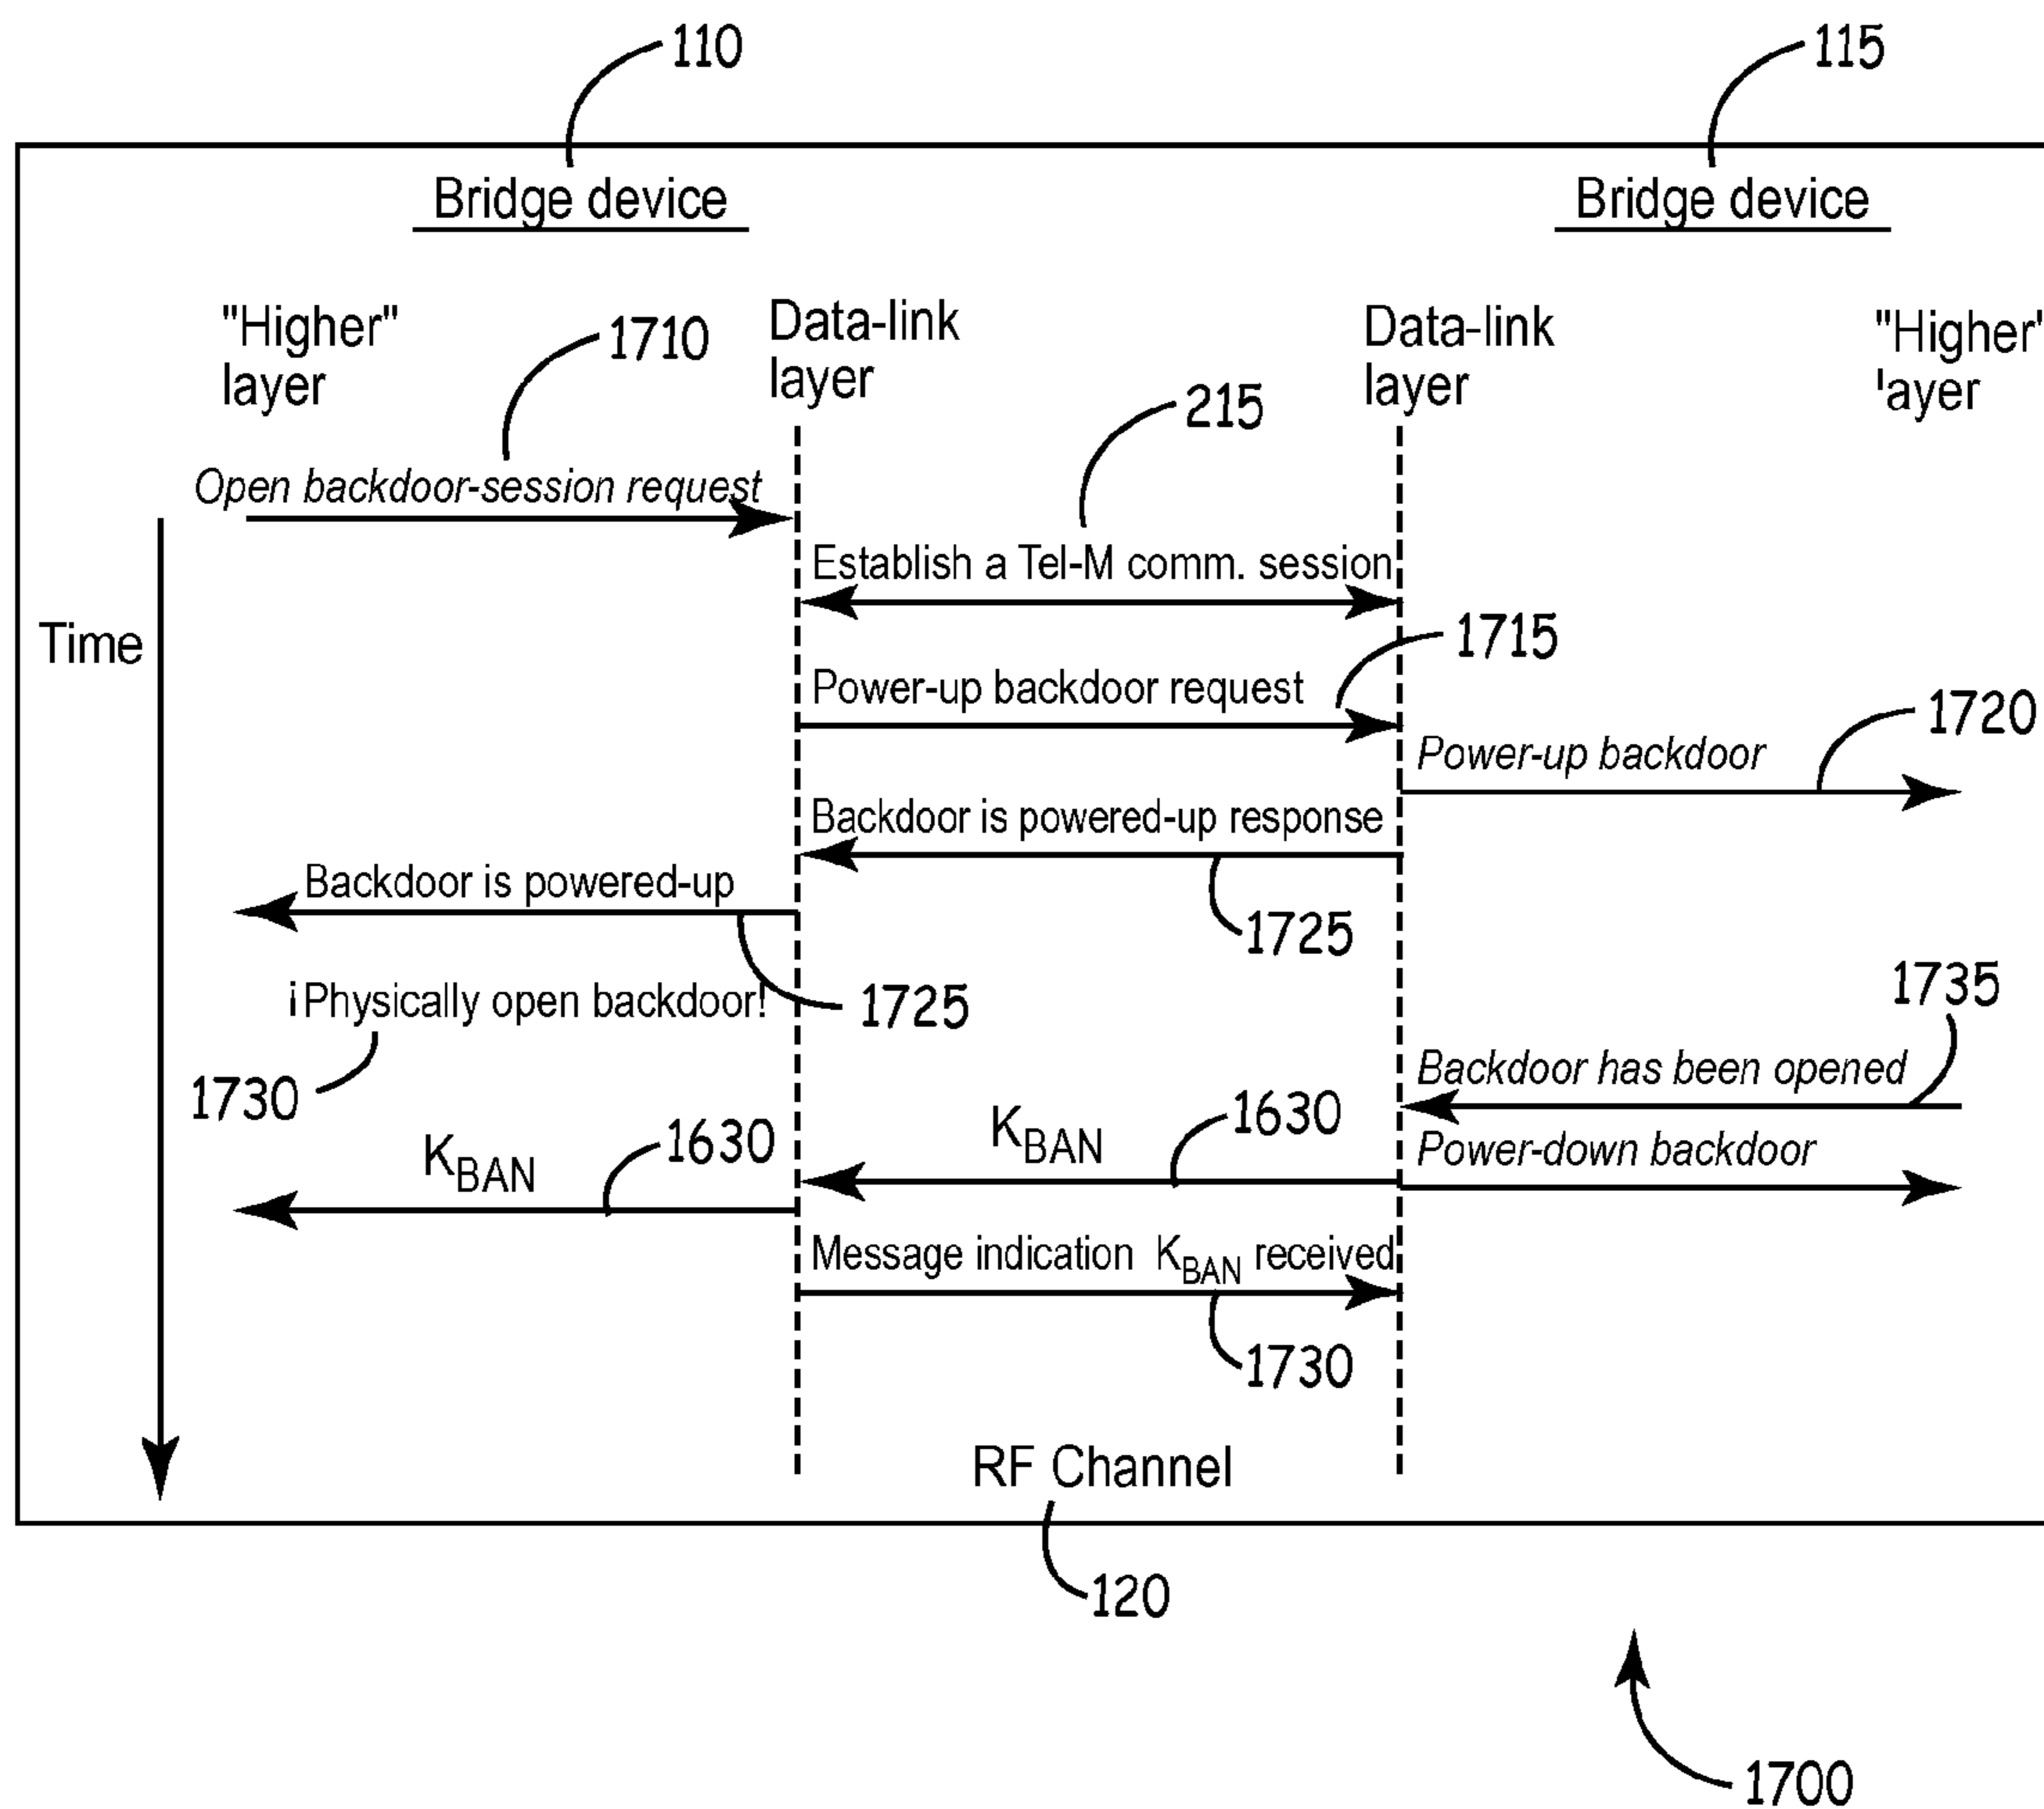 110
115
Bridge device
Bridge device
"Higher"
layer
1710
Data-link
layer
Data-link
layer
"Higher"
'ayer
215
Open backdoor-session request
Establish a Tel-M comm. session
Time
1715
Power-up backdoor request
1720
Power-up backdoor
Backdoor is powered-up response
Backdoor is powered-up
1725
¡Physically open backdoor!
1725
1735
1730
Backdoor has been opened
KBAN
1630
KBAN
1630
Power-down backdoor
Message indication KBAN received
1730
RF Channel
120
1700